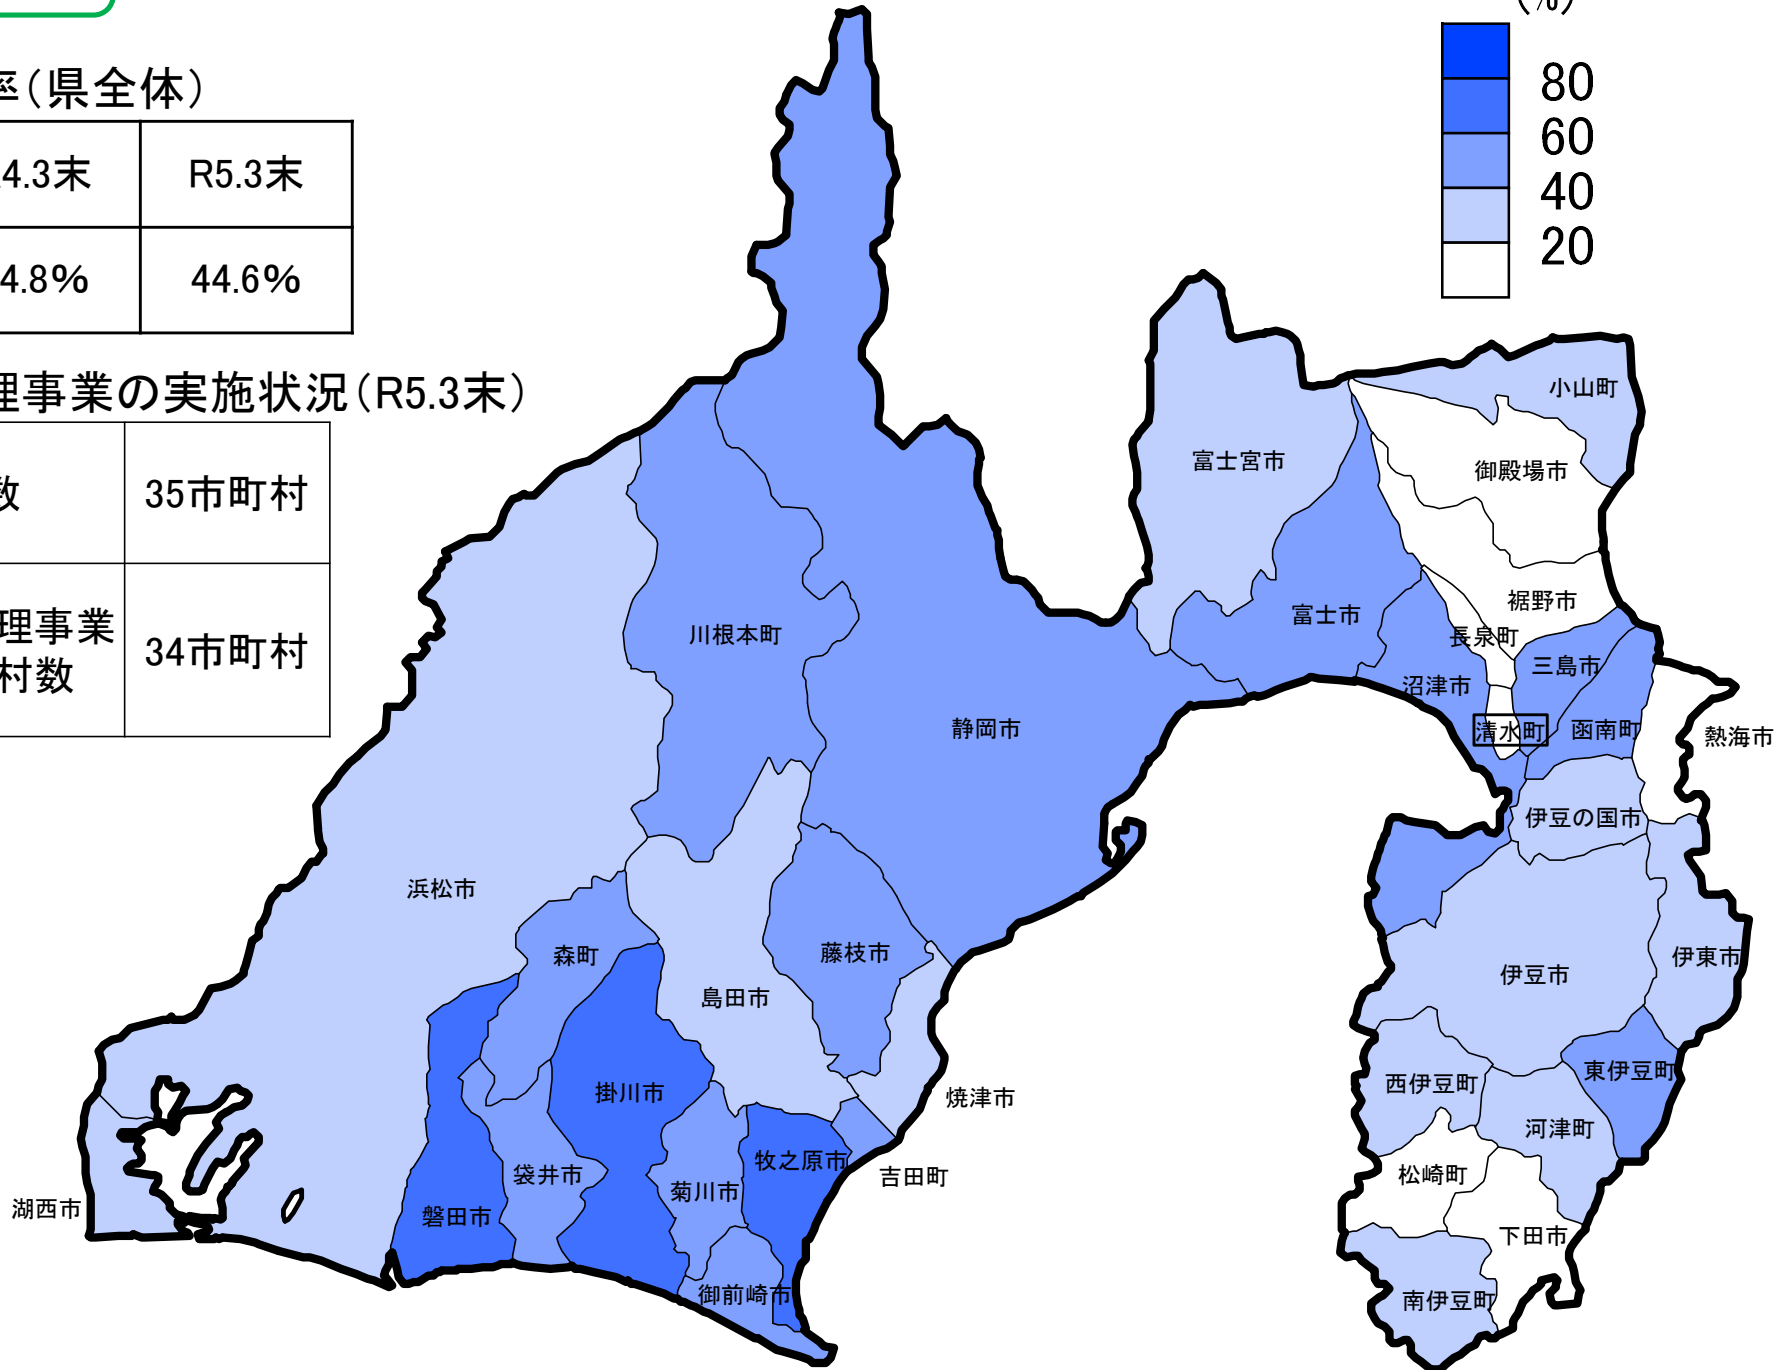 (%)
80
60
40
20
率(県全体)
4.3末 R5.3末
4.8% 44.6%
理事業の実施状況(R5.3末)
数 35市町村
理事業
村数
34市町村
小山町
富士宮市
御殿場市
裾野市
富士市
長泉町
川根本町
三島市
沼津市
静岡市
清水町
函南町
熱海市
伊豆の国市
浜松市
森町
藤枝市
伊東市
伊豆市
島田市
東伊豆町
西伊豆町
掛川市
焼津市
河津町
牧之原市
袋井市
吉田町
松崎町
菊川市
湖西市
磐田市
下田市
御前崎市
南伊豆町